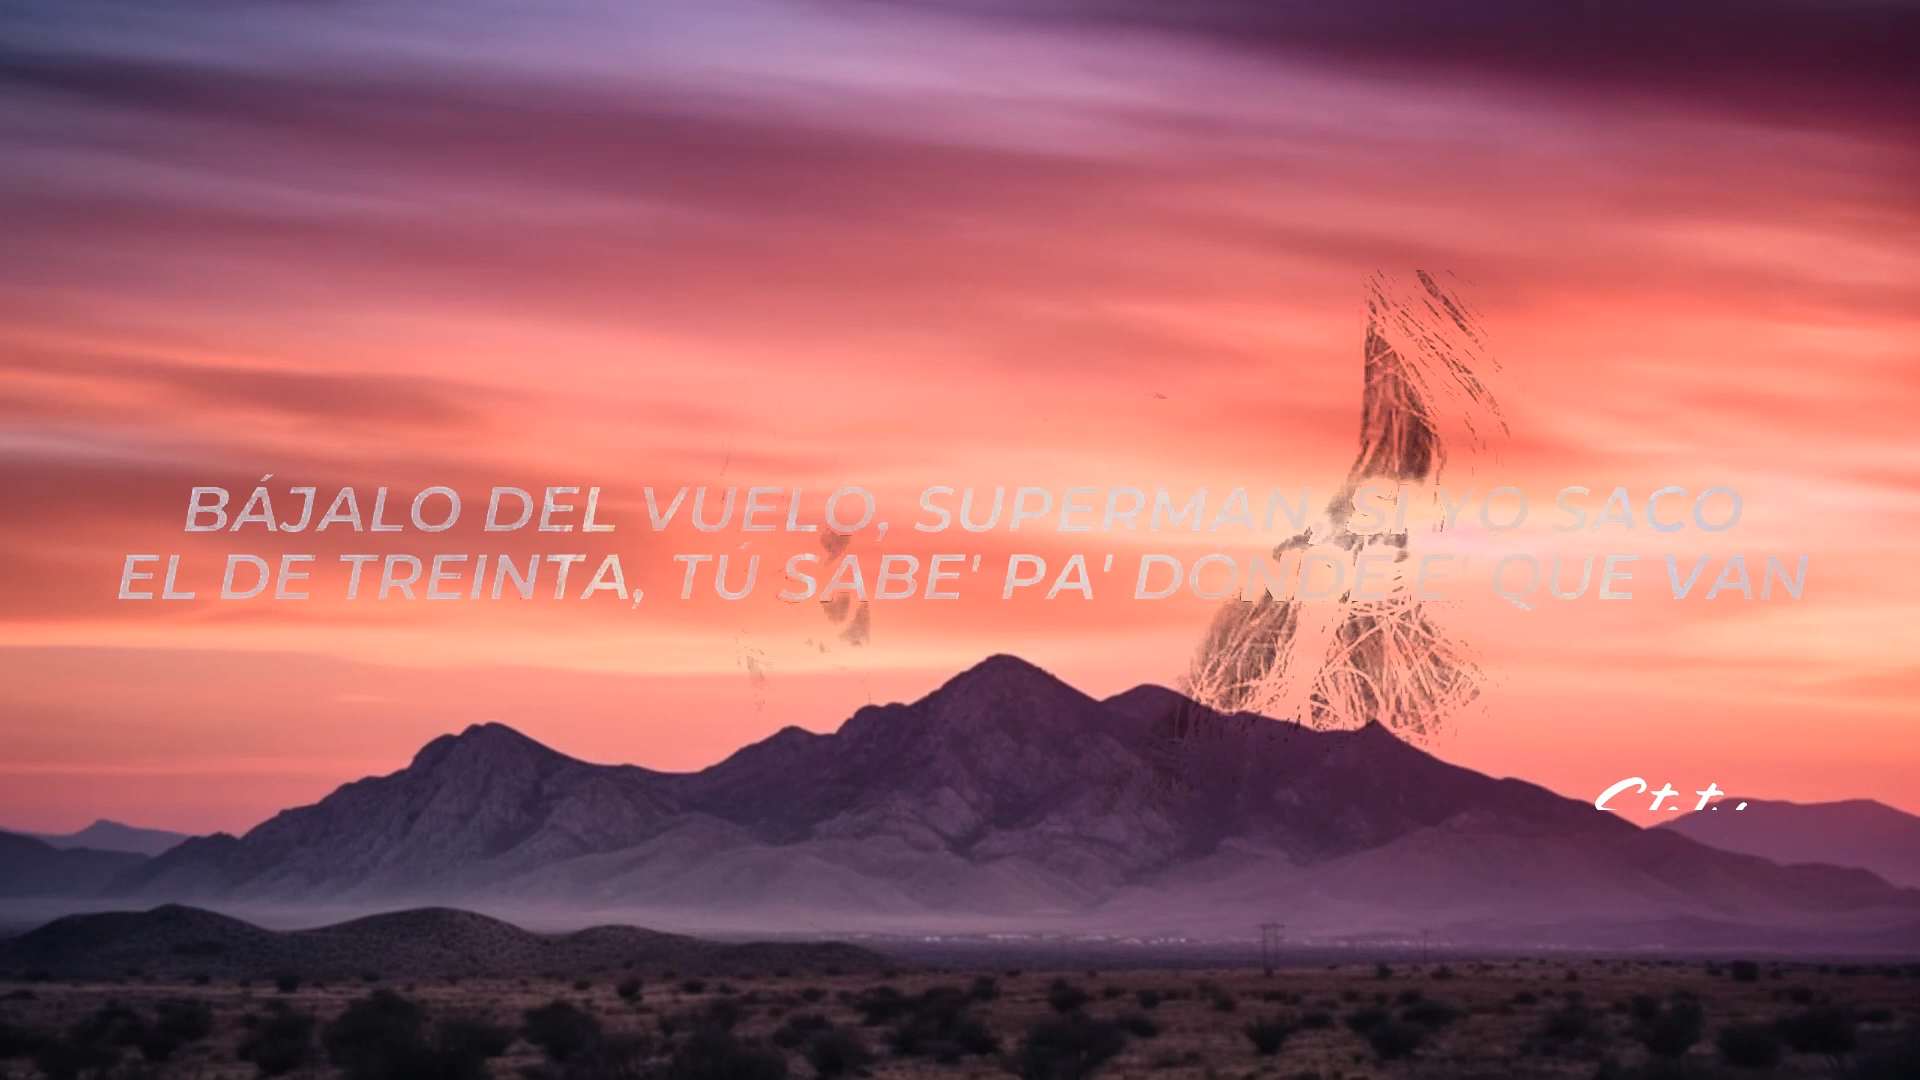 BÁJALO DEL VUELO, SUPERMAN, SI YO SACO
EL DE TREINTA, TÚ SABE' PA' DÓNDE E' QUE VAN